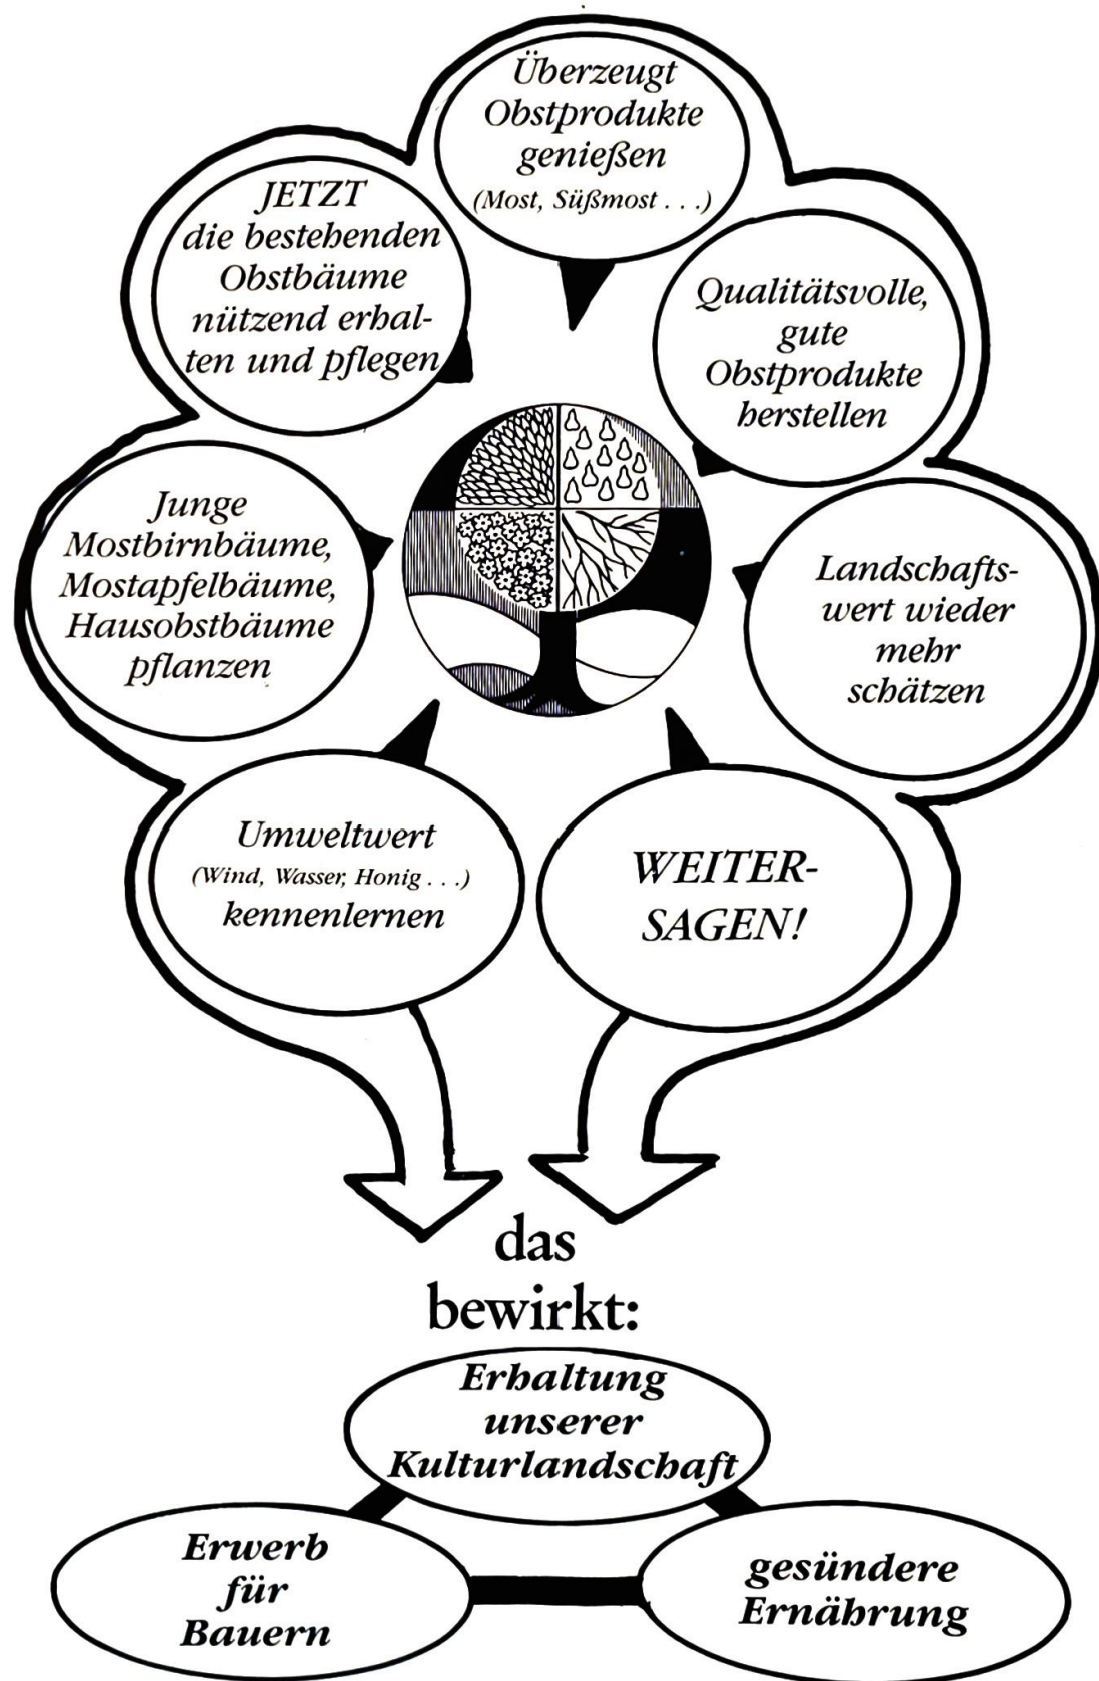 Überzeugt
Obstprodukte
genießen
(Most, Süßmost . . .)
JETZT
die bestehenden
Obstbäume
nützend erhal-
ten und pflegen
Qualitätsvolle,
gute
Obstprodukte
herstellen
Junge
Mostbirnbäume,
Mostapfelbäume,
Hausobstbäume
pflanzen
Landschafts-
wert wieder
mehr
schätzen
Umweltwert
(Wind, Wasser, Honig . . .)
kennenlernen
WEITER-
SAGEN!
das
bewirkt:
Erhaltung
unserer
Kulturlandschaft
Erwerb
für
Bauern
gesündere
Ernährung